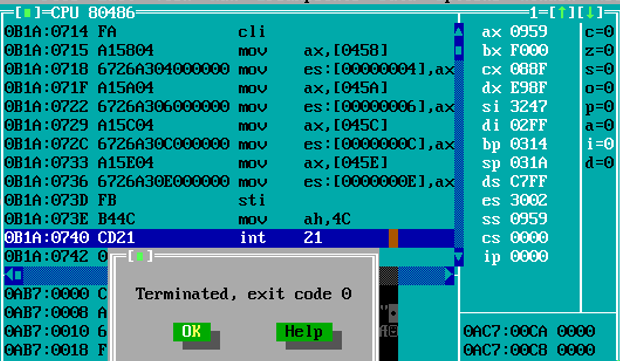 [■]=CPU 80486 1=[↑][↓]
0B1A:0714 FA cli
0B1A:0715 A15804 mov ax,[0458]
0B1A:0718 6726A304000000 mov es:[00000004],ax
0B1A:071F A15A04 mov ax,[045A]
0B1A:0722 6726A306000000 mov es:[00000006],ax
0B1A:0729 A15C04 mov ax,[045C]
0B1A:072C 6726A30C000000 mov es:[0000000C],ax
0B1A:0733 A15E04 mov ax,[045E]
0B1A:0736 6726A30E000000 mov es:[0000000E],ax
0B1A:073D FB sti
0B1A:073E B44C mov ah,4C
0B1A:0740 CD21 int 21
0B1A:0742 0
ax 0959 c=0
bx F000 z=0
cx 088F s=0
dx E98F o=0
si 3247 p=0
di 02FF a=0
bp 0314 i=0
sp 031A d=0
ds C7FF
es 3002
ss 0959
cs 0000
ip 0000
[■]
Terminated, exit code 0
OK Help
0AB7:0000 C
0AB7:0008 A
0AB7:0010 6
0AB7:0018 F
0AC7:00CA 0000
0AC7:00C8 0000